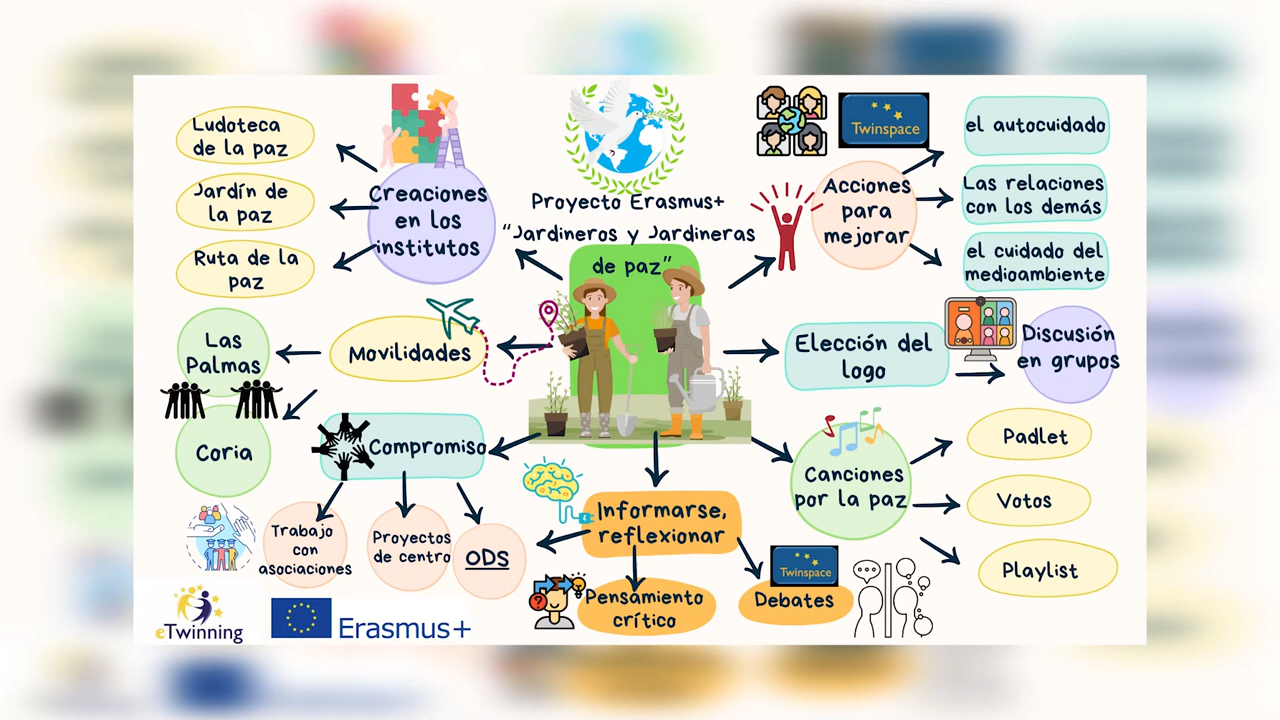 Proyecto Erasmus+
"Jardineros y Jardineras
de paz"
Creaciones
en los
institutos
Ludoteca
de la paz
Jardín de
la paz
Ruta de la
paz
Movilidades
Las
Palmas
Coria
Compromiso
Trabajo
con
asociaciones
Proyectos
de centro
ODS
Informarse,
reflexionar
Pensamiento
crítico
Twinspace
Debates
Canciones
por la paz
Padlet
Votos
Playlist
Elección del
logo
Discusión
en grupos
Twinspace
Acciones
para
mejorar
el autocuidado
Las relaciones
con los demás
el cuidado del
medioambiente
eTwinning
Erasmus+